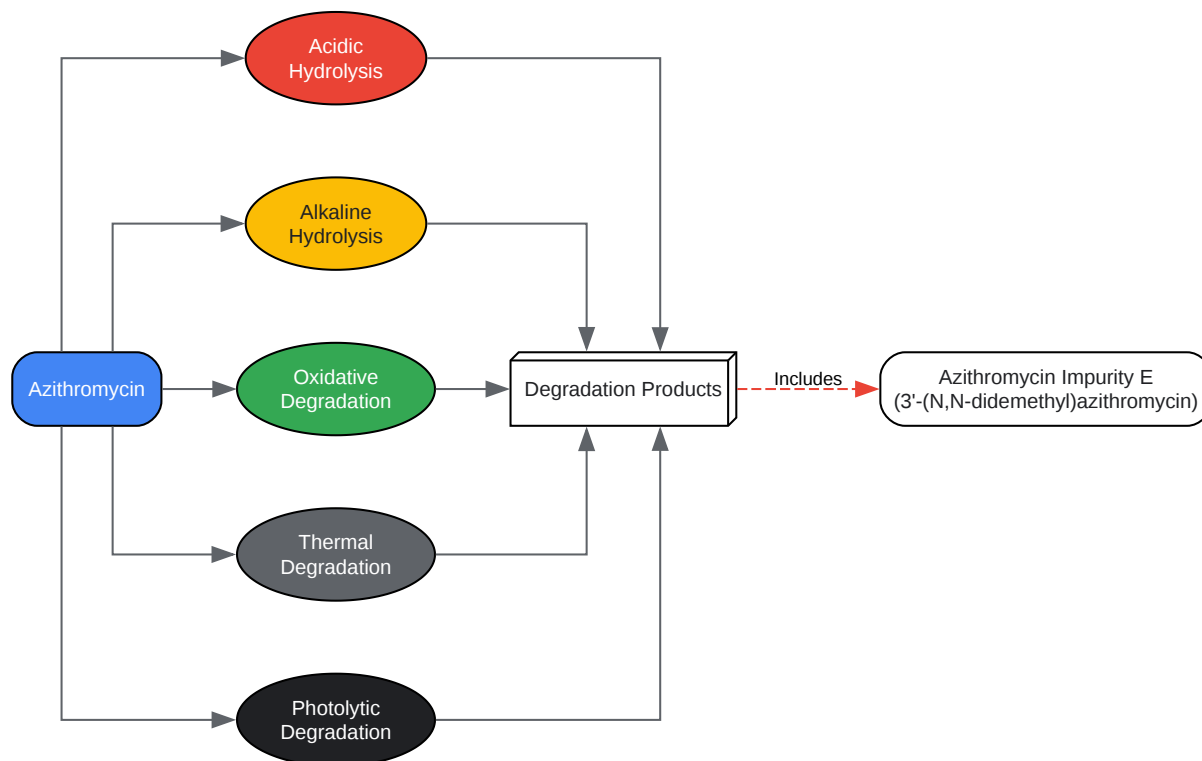 Acidic
Hydrolysis
Alkaline
Hydrolysis
Azithromycin
Oxidative
Degradation
Degradation Products
Includes
Azithromycin Impurity E
(3'-(N,N-didemethyl)azithromycin)
Thermal
Degradation
Photolytic
Degradation